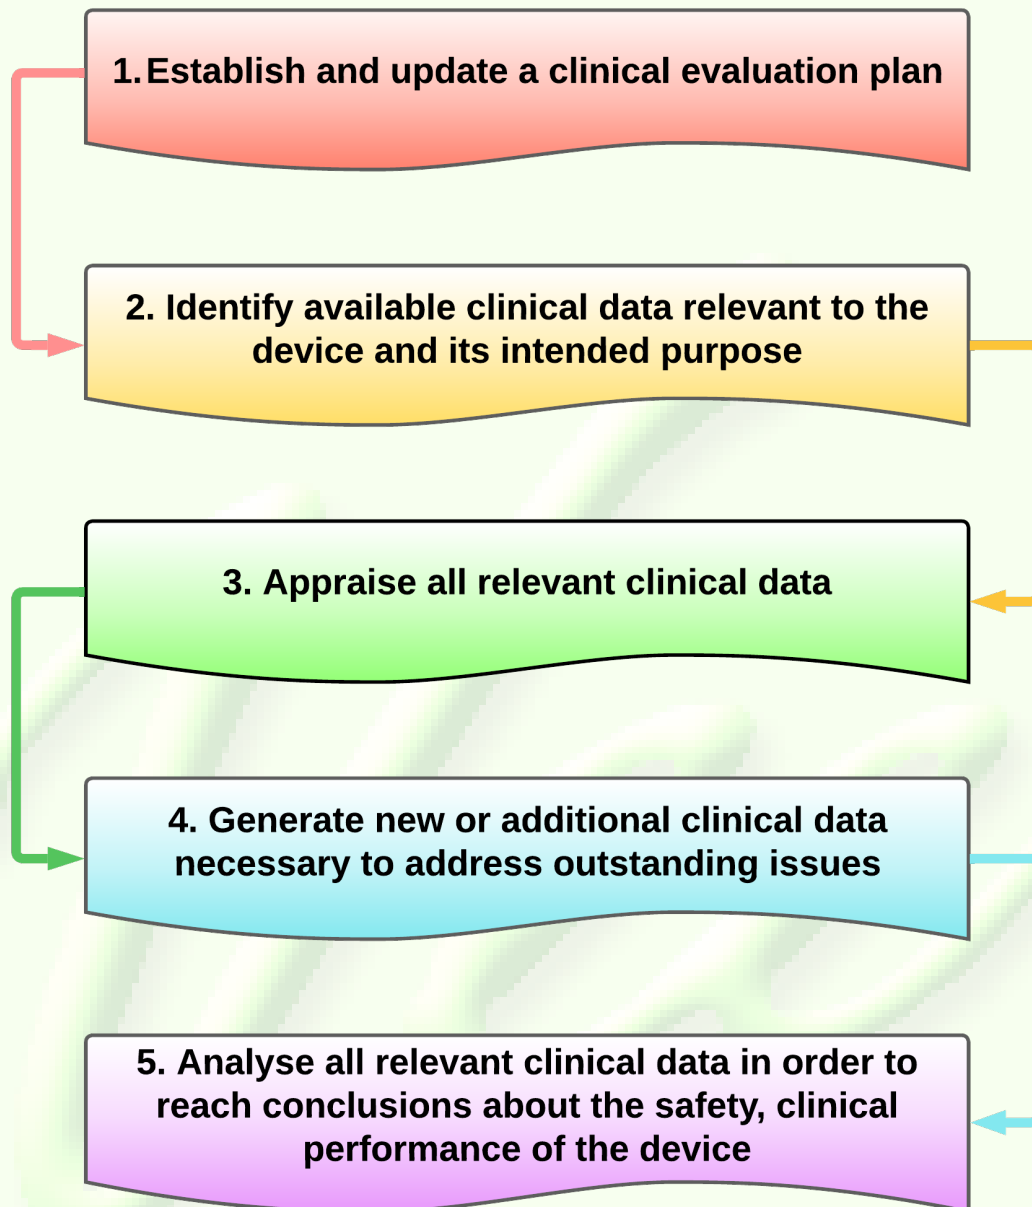 1. Establish and update a clinical evaluation plan
2. Identify available clinical data relevant to the
device and its intended purpose
3. Appraise all relevant clinical data
4. Generate new or additional clinical data
necessary to address outstanding issues
5. Analyse all relevant clinical data in order to
reach conclusions about the safety, clinical
performance of the device